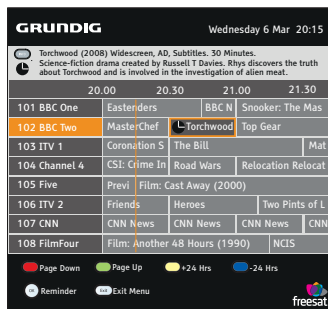 GRUNDIG Wednesday 6 Mar 20:15
Torchwood (2008) Widescreen, AD, Subtitles. 30 Minutes.
Science-fiction drama created by Russell T Davies. Rhys discovers the truth
about Torchwood and is involved in the investigation of alien meat.
20.00 20.30 21.00 21.30
101 BBC One Eastenders BBC N Snooker: The Mas
102 BBC Two MasterChef Torchwood Top Gear
103 ITV 1 Coronation S The Bill Mat
104 Channel 4 CSI: Crime In Road Wars Relocation Relocat
105 Five Previ Film: Cast Away (2000)
106 ITV 2 Friends Heroes Two Pints of L
107 CNN CNN News CNN News CNN News CNN
108 FilmFour Film: Another 48 Hours (1990) NCIS
Page Down Page Up +24 Hrs -24 Hrs
OK Reminder Exit Exit Menu
freesat